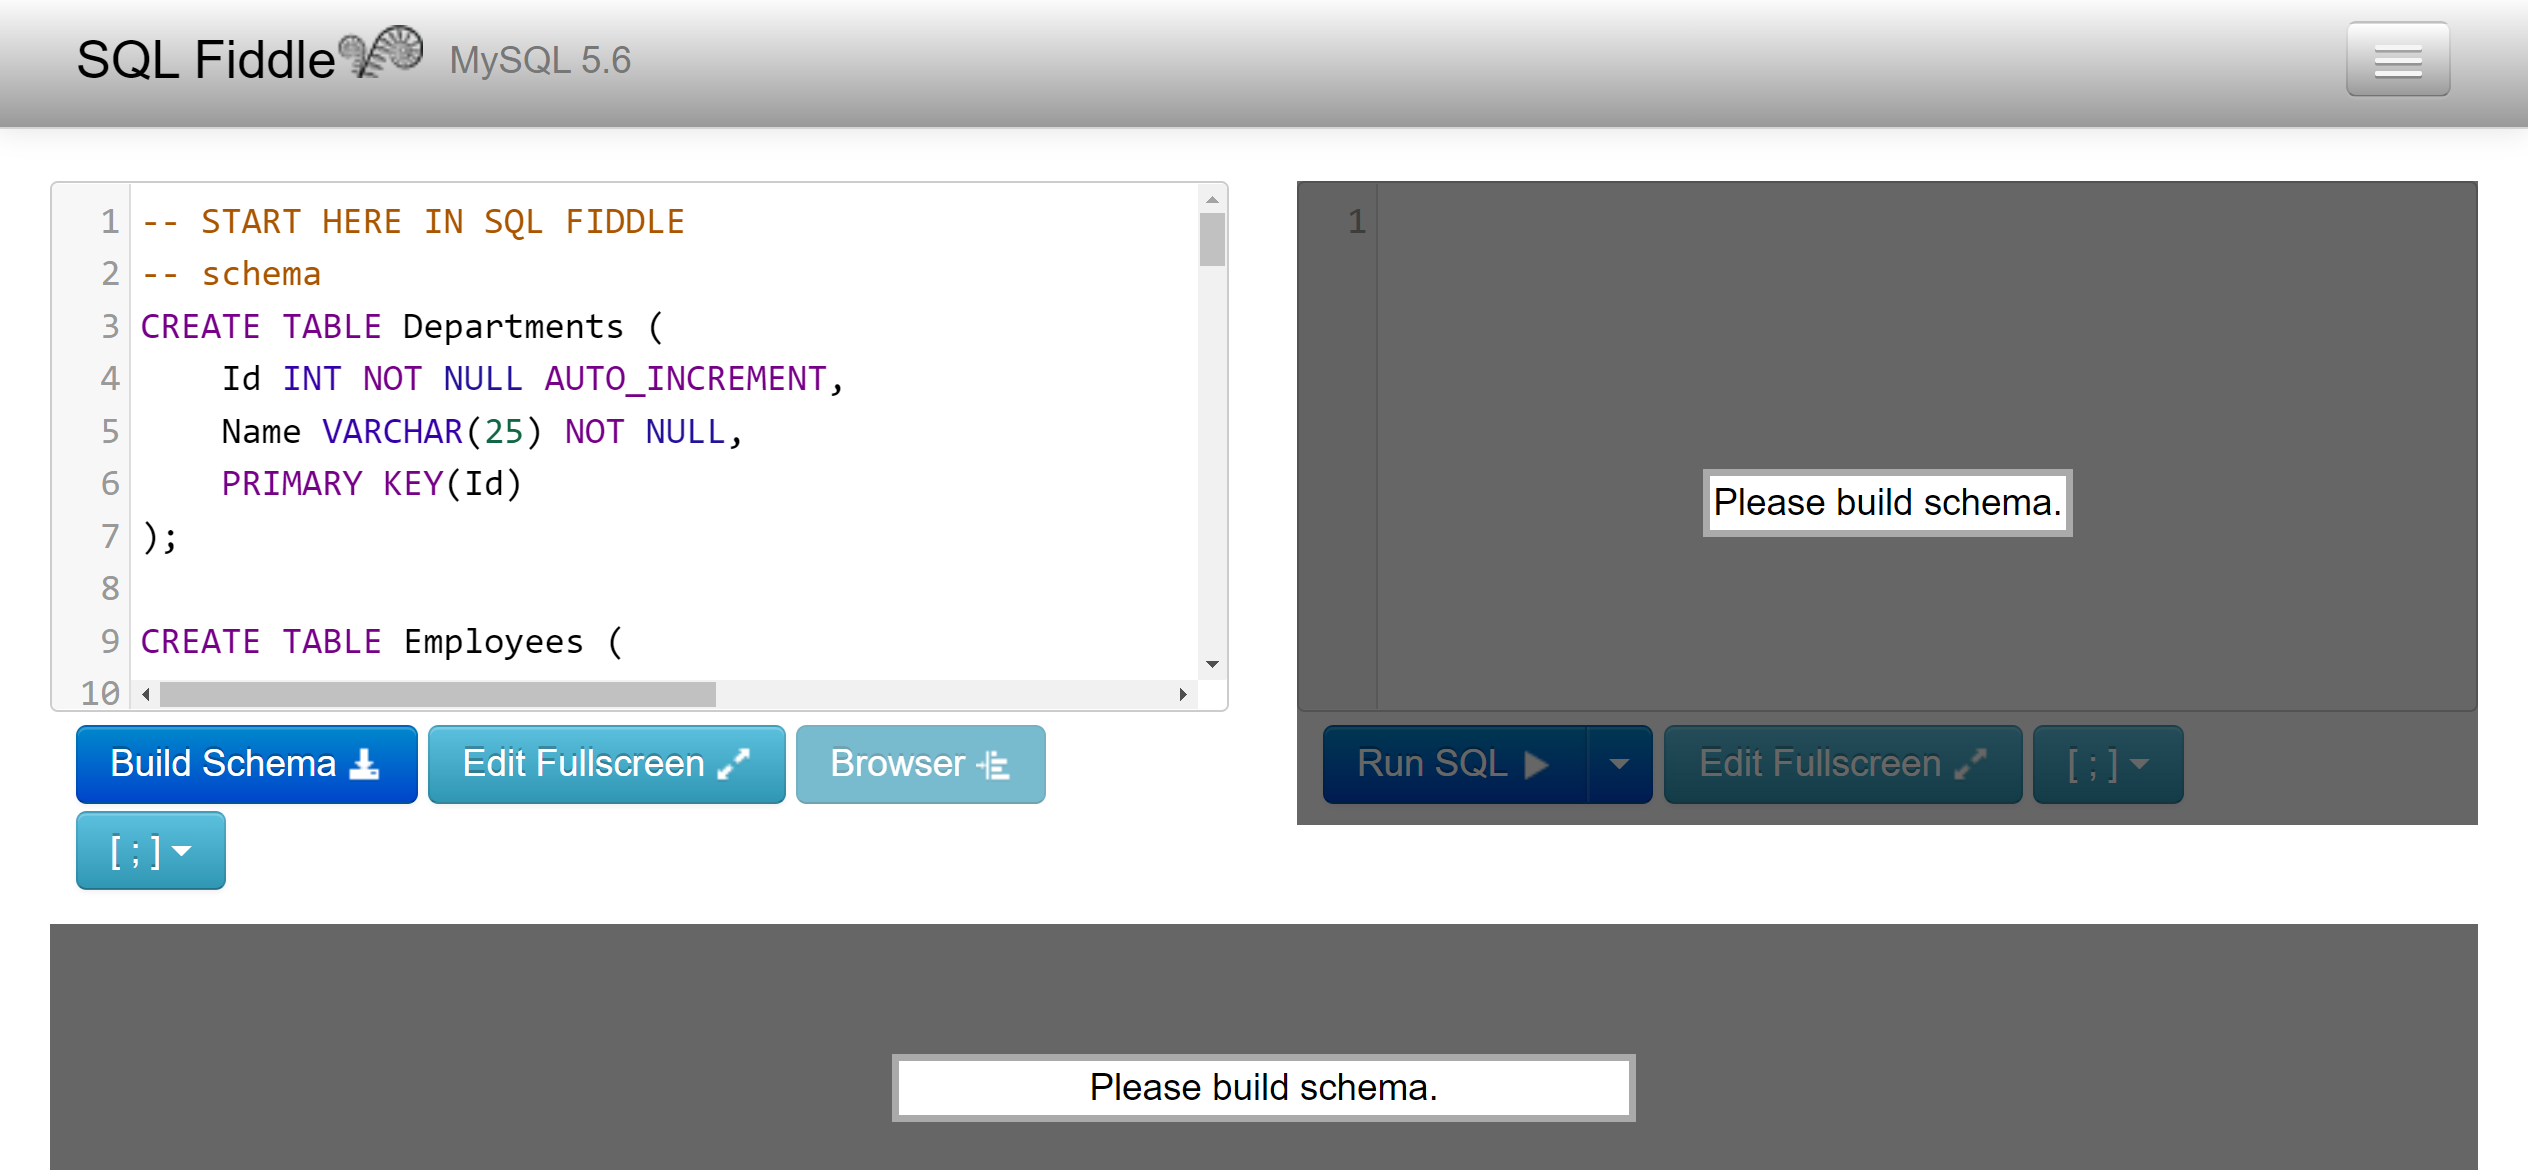 SQL Fiddle MySQL 5.6
1 -- START HERE IN SQL FIDDLE
2 -- schema
3 CREATE TABLE Departments (
4     Id INT NOT NULL AUTO_INCREMENT,
5     Name VARCHAR(25) NOT NULL,
6     PRIMARY KEY(Id)
7 );
8
9 CREATE TABLE Employees (
10
Build Schema Edit Fullscreen Browser
[ ; ]
1
Please build schema.
Run SQL Edit Fullscreen [ ; ]
Please build schema.